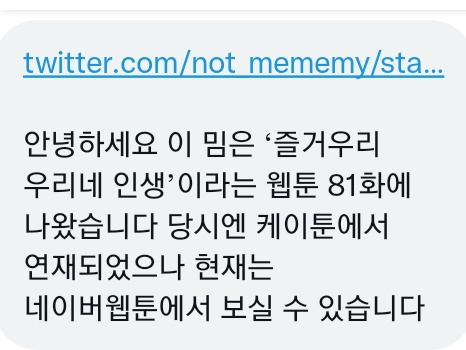 twitter.com/not_mememy/sta...
안녕하세요 이 밈은 ‘즐거우리
우리네 인생’이라는 웹툰 81화에
나왔습니다 당시엔 케이툰에서
연재되었으나 현재는
네이버웹툰에서 보실 수 있습니다